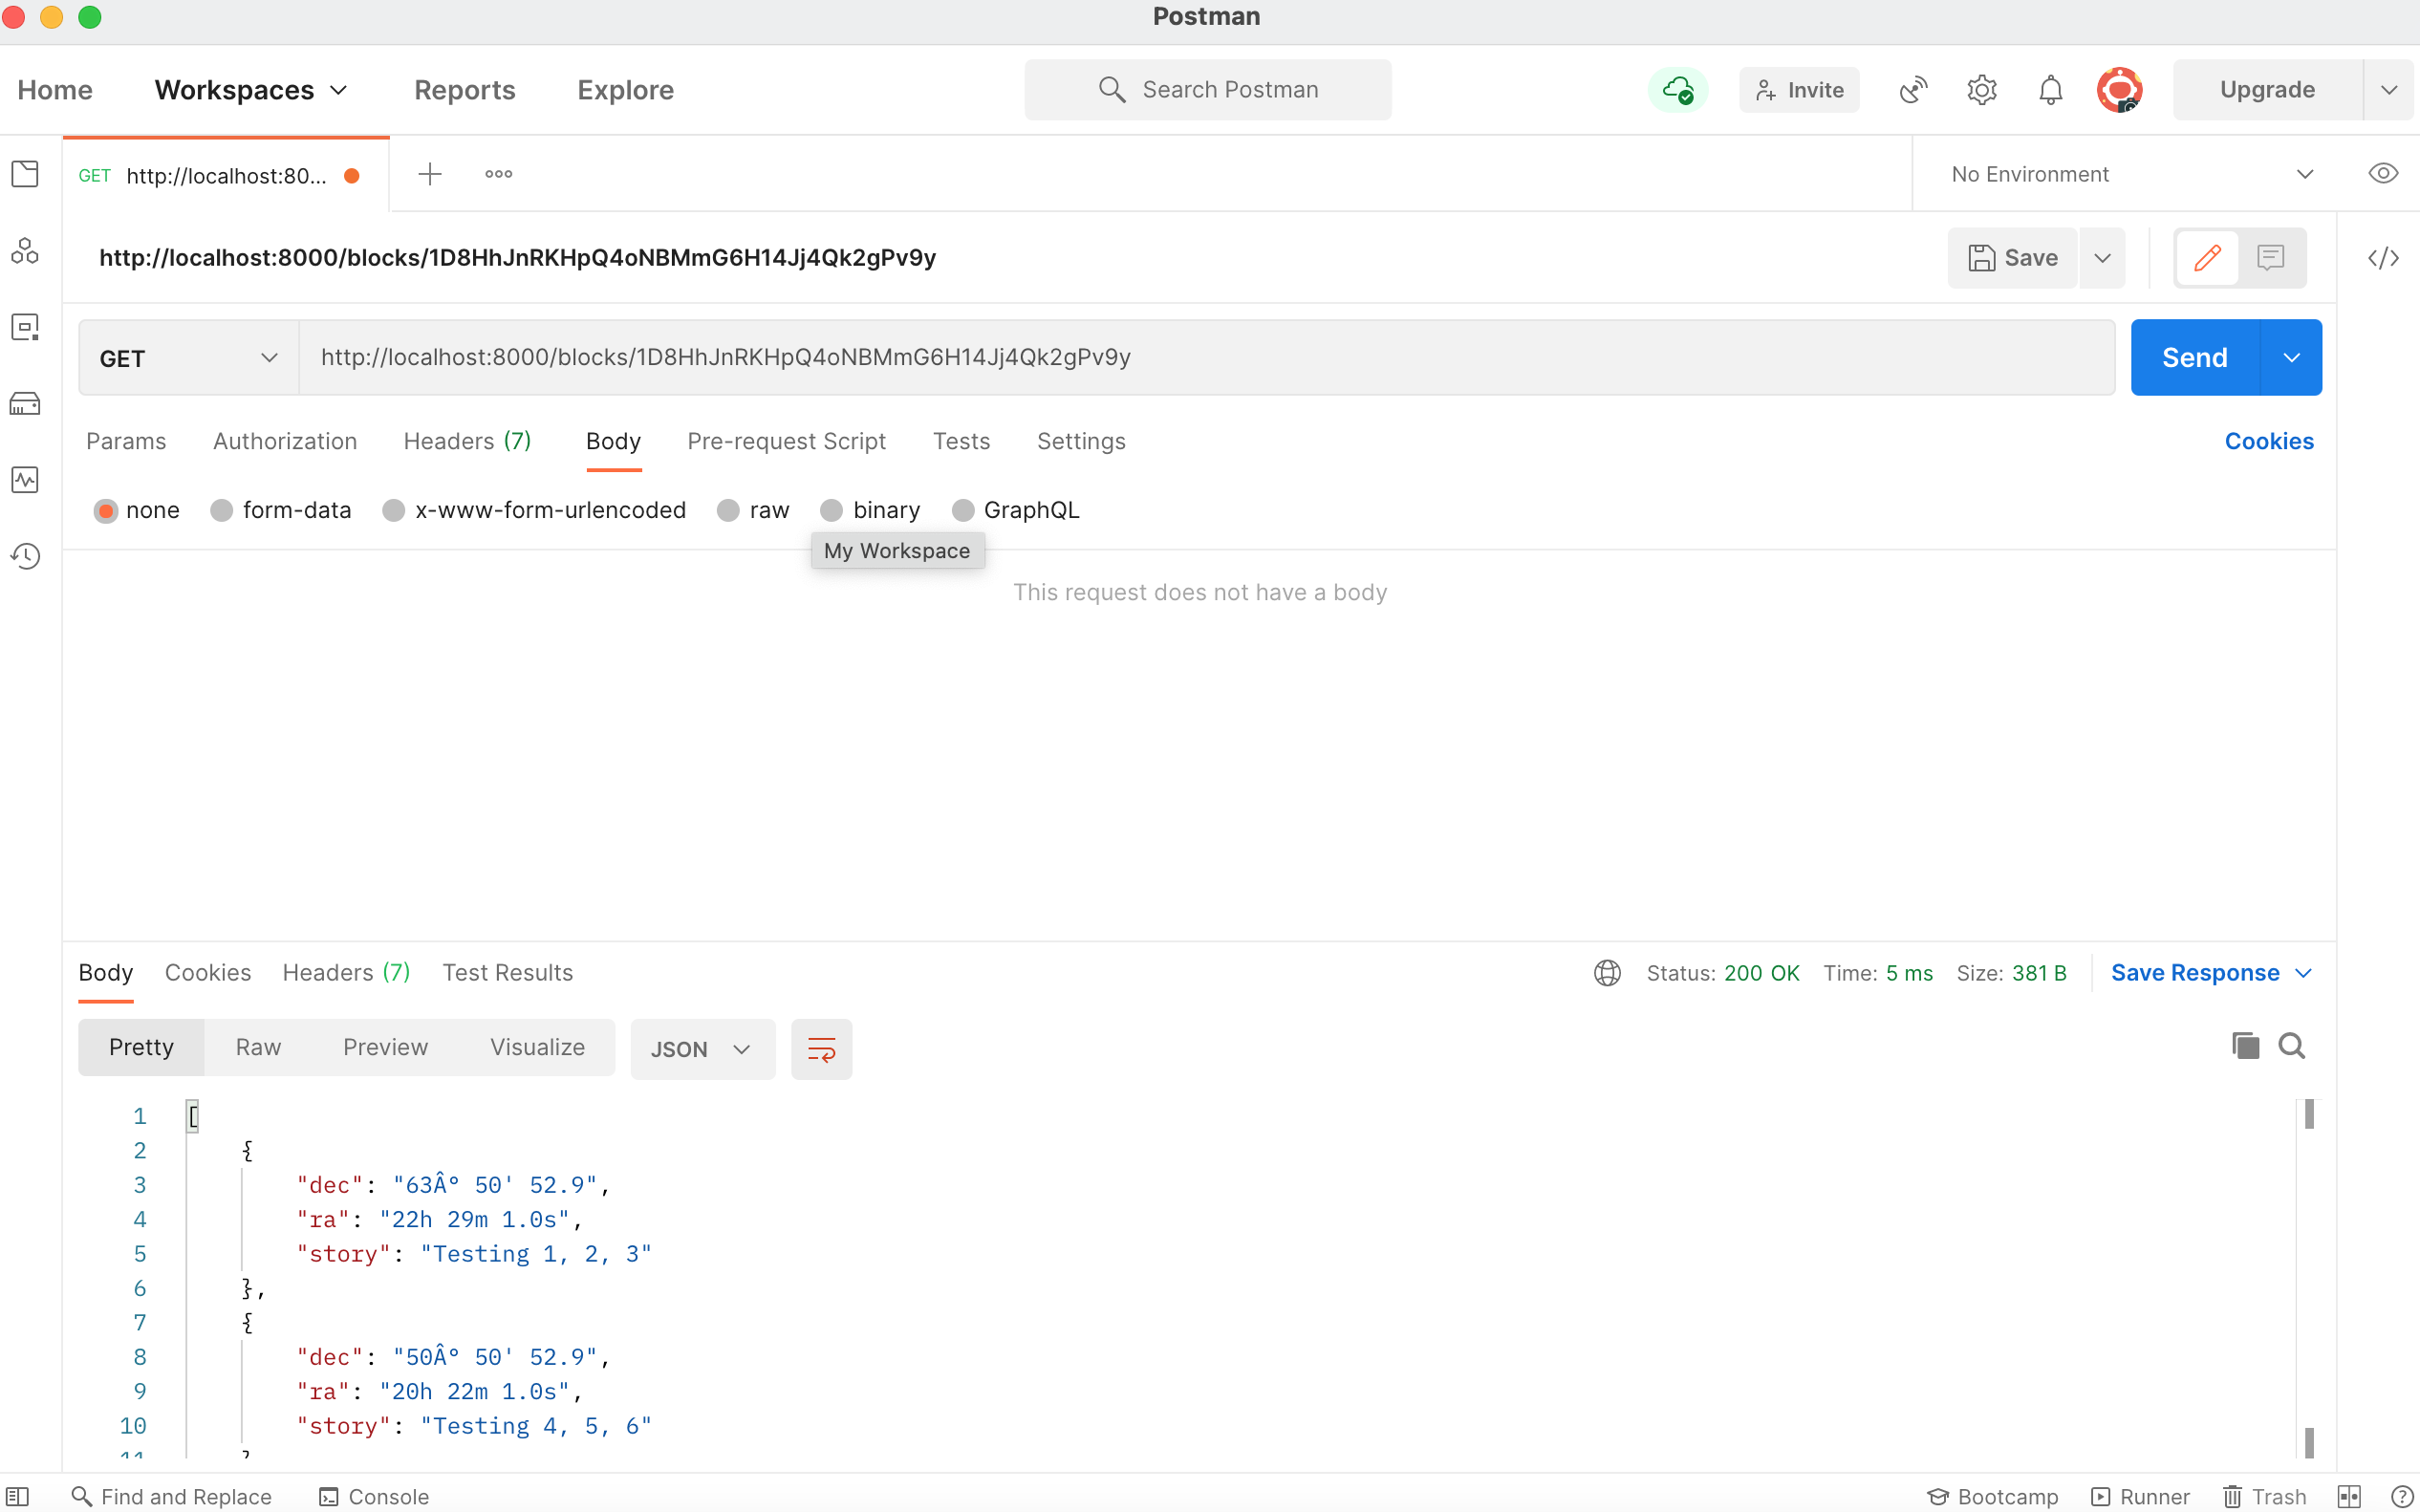 Postman
Home Workspaces Reports Explore Search Postman Invite Upgrade
GET http://localhost:80... No Environment
http://localhost:8000/blocks/1D8HhJnRKHpQ4oNBMmG6H14Jj4Qk2gPv9y Save
GET http://localhost:8000/blocks/1D8HhJnRKHpQ4oNBMmG6H14Jj4Qk2gPv9y Send
Params Authorization Headers (7) Body Pre-request Script Tests Settings Cookies
none form-data x-www-form-urlencoded raw binary GraphQL
My Workspace
This request does not have a body
Body Cookies Headers (7) Test Results Status: 200 OK Time: 5 ms Size: 381 B Save Response
Pretty Raw Preview Visualize JSON
1 [
2 {
3 "dec": "63Âº 50' 52.9",
4 "ra": "22h 29m 1.0s",
5 "story": "Testing 1, 2, 3"
6 },
7 {
8 "dec": "50Âº 50' 52.9",
9 "ra": "20h 22m 1.0s",
10 "story": "Testing 4, 5, 6"
Find and Replace Console Bootcamp Runner Trash